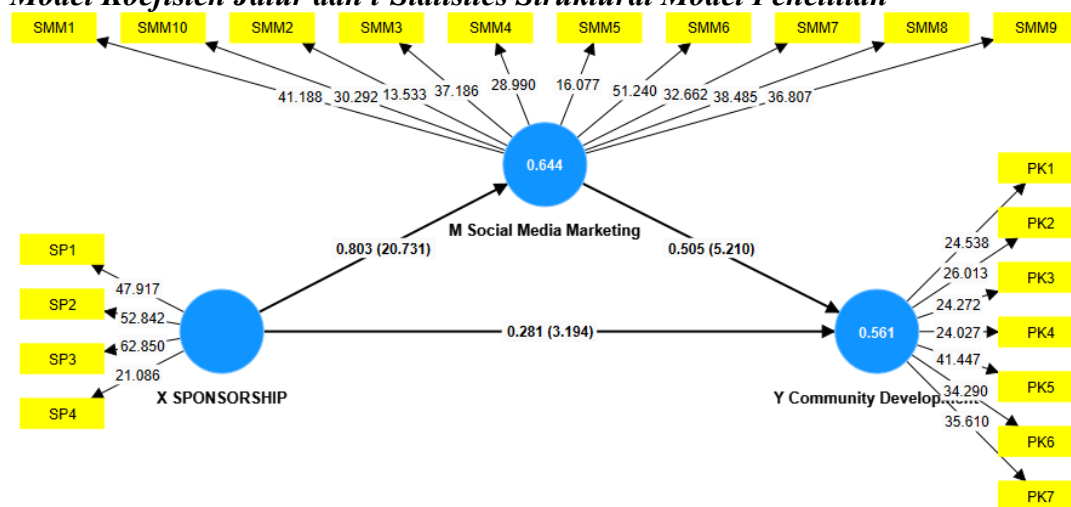 Model Koefisien Jalur dan t-Statistics Struktural Model Penelitian
SMM1 SMM10 SMM2 SMM3 SMM4 SMM5 SMM6 SMM7 SMM8 SMM9
41.188 30.292 13.533 37.186 28.990 16.077 51.240 32.662 38.485 36.807
0.644
M Social Media Marketing
0.803 (20.731)
0.505 (5.210)
SP1
SP2
SP3
SP4
47.917
52.842
62.850
21.086
X SPONSORSHIP
0.281 (3.194)
0.561
Y Community Development
24.538
26.013
24.272
24.027
41.447
34.290
35.610
PK1
PK2
PK3
PK4
PK5
PK6
PK7